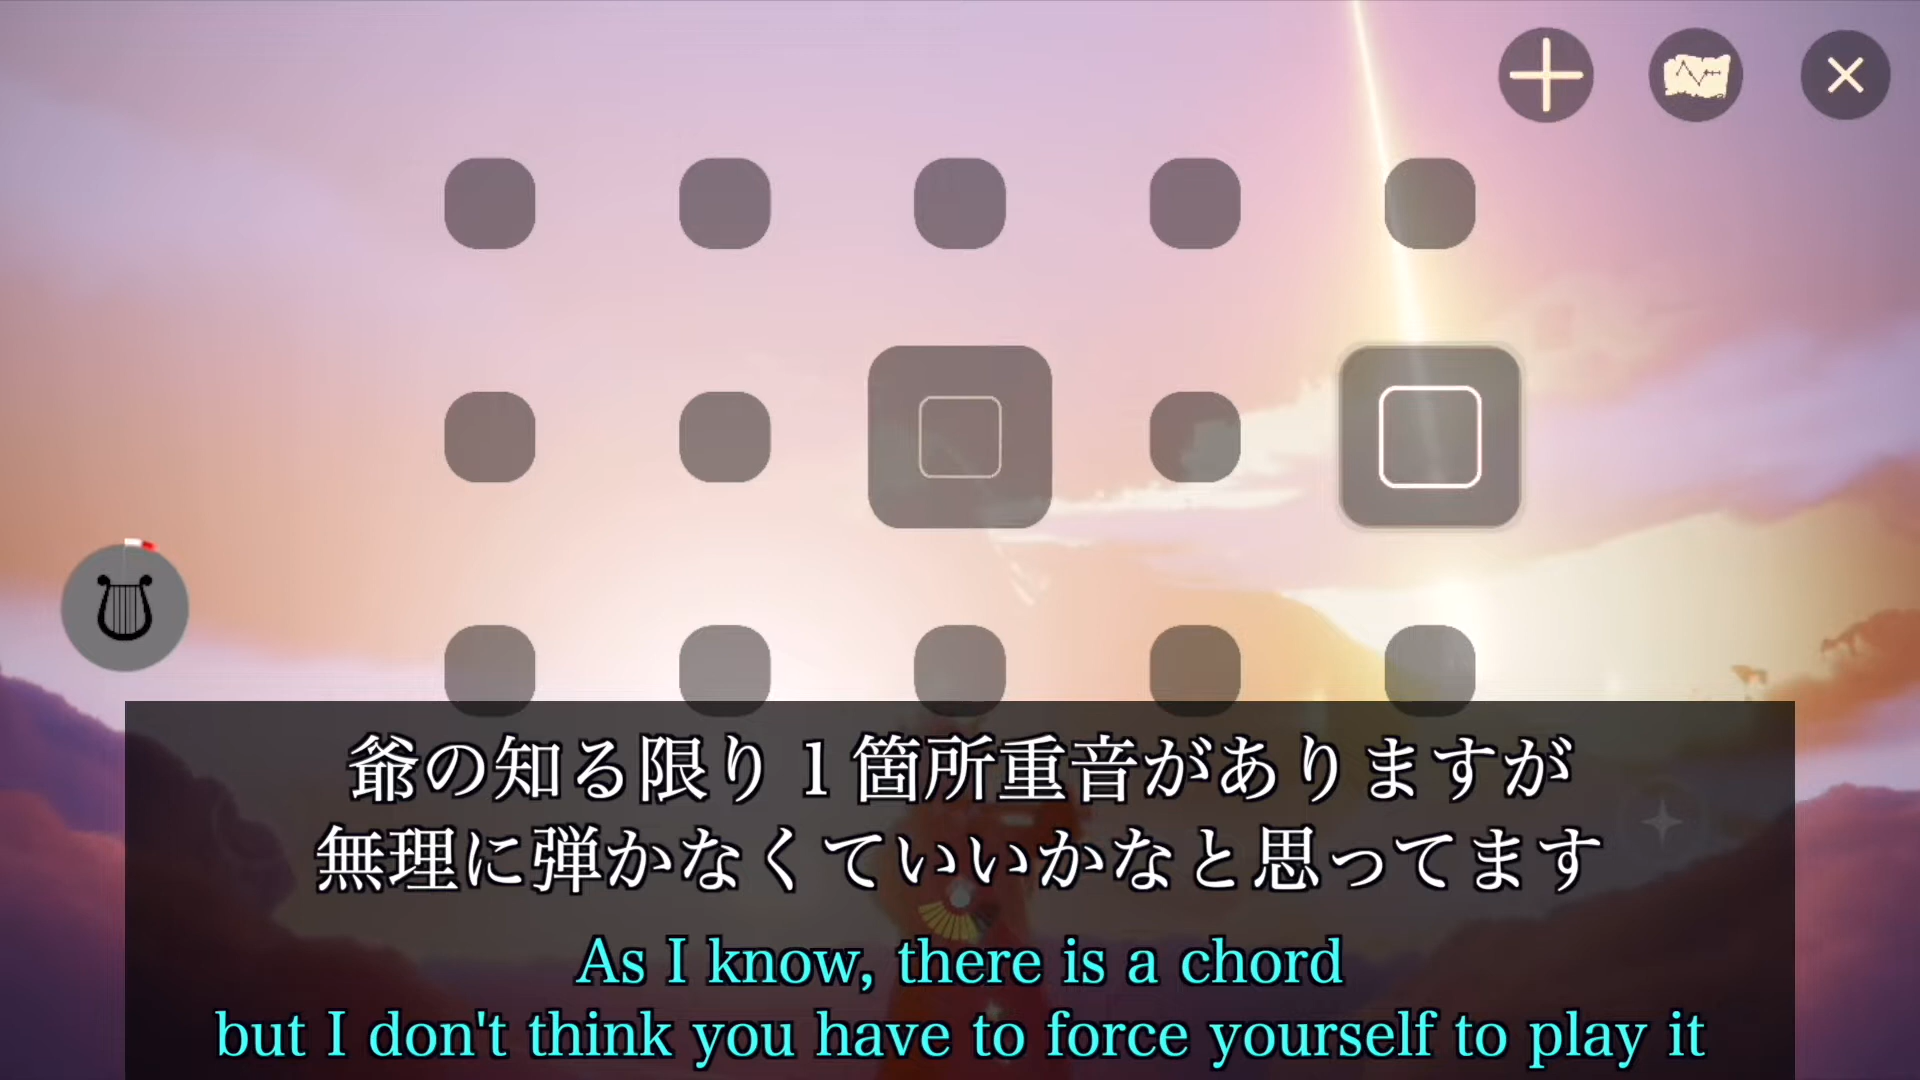 爺の知る限り１箇所重音がありますが
無理に弾かなくていいかなと思ってます
As I know, there is a chord
but I don't think you have to force yourself to play it